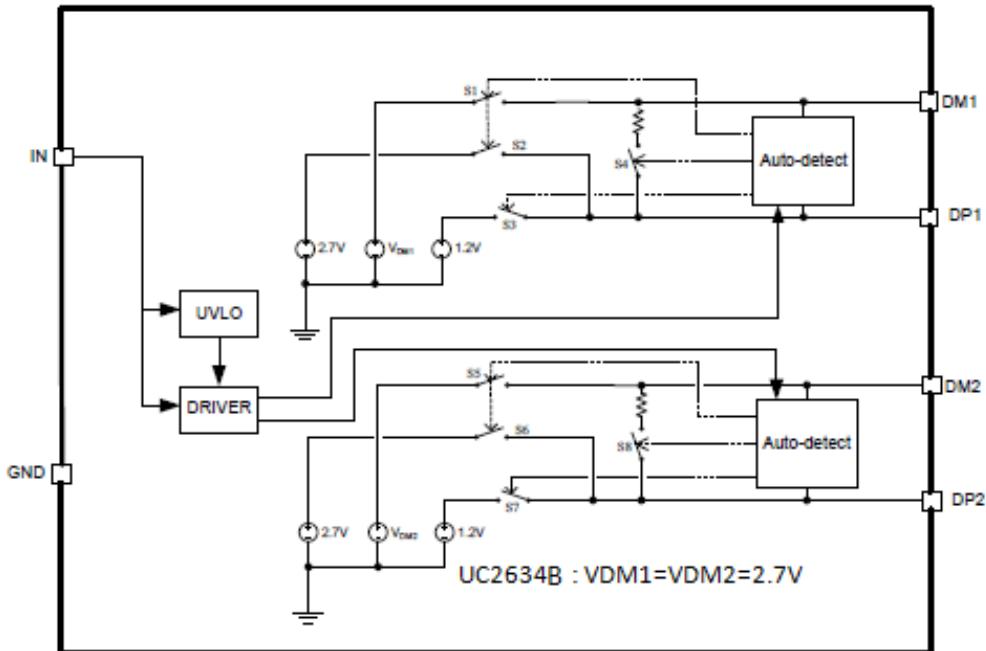 S1
DM1
S2
IN
S4
Auto-detect
S3
DP1
2.7V
VDM1
1.2V
UVLO
S5
DM2
DRIVER
S6
S8
Auto-detect
GND
S7
DP2
2.7V
VDM2
1.2V
UC2634B : VDM1=VDM2=2.7V